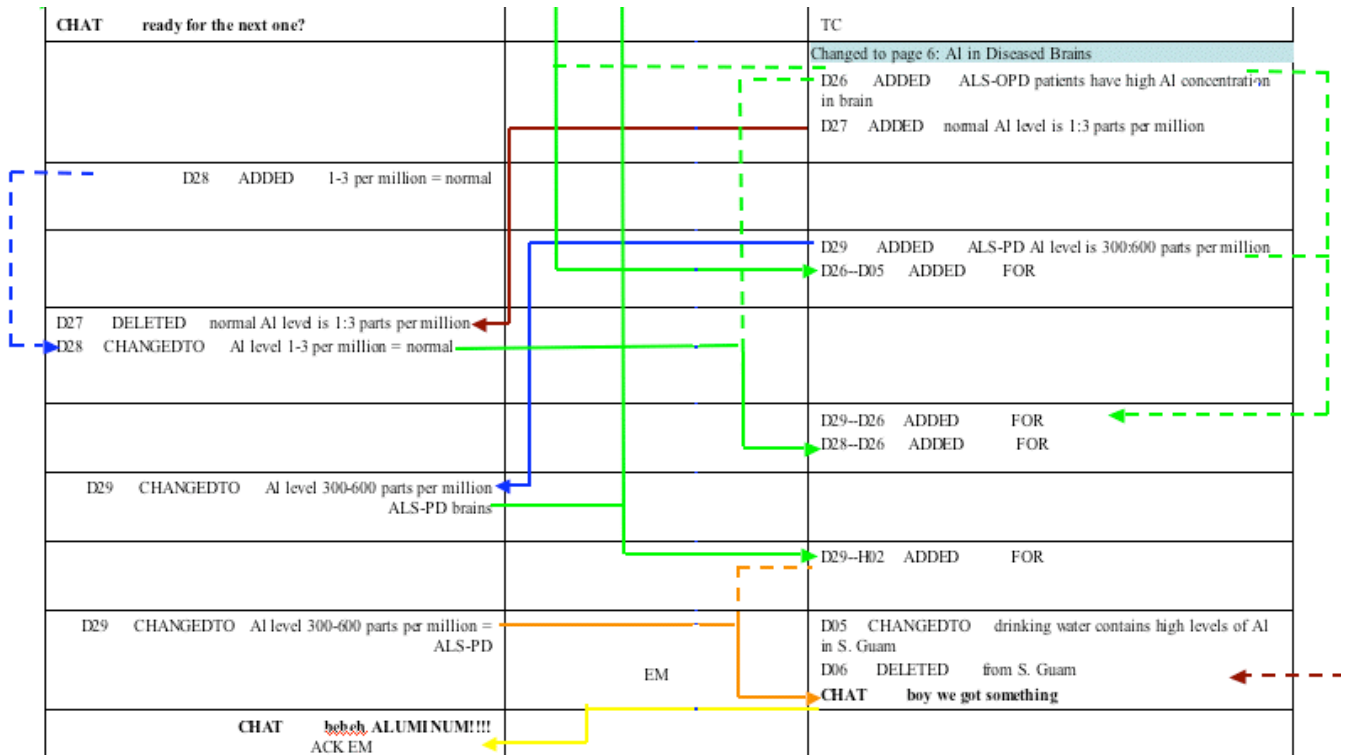 CHAT ready for the next one?
TC
Changed to page 6: Al in Diseased Brains
D26 ADDED ALS-OPD patients have high Al concentration
in brain
D27 ADDED normal Al level is 1:3 parts per million
D28 ADDED 1-3 per million = normal
D29 ADDED ALS-PD Al level is 300:600 parts per million
D26--D05 ADDED FOR
D27 DELETED normal Al level is 1:3 parts per million
D28 CHANGEDTO Al level 1-3 per million = normal
D29--D26 ADDED FOR
D28--D26 ADDED FOR
D29 CHANGEDTO Al level 300-600 parts per million
ALS-PD brains
D29--H02 ADDED FOR
D29 CHANGEDTO Al level 300-600 parts per million =
ALS-PD
EM
D05 CHANGEDTO drinking water contains high levels of Al
in S. Guam
D06 DELETED from S. Guam
CHAT boy we got something
CHAT heheh, ALUMINUM!!!!
ACK EM